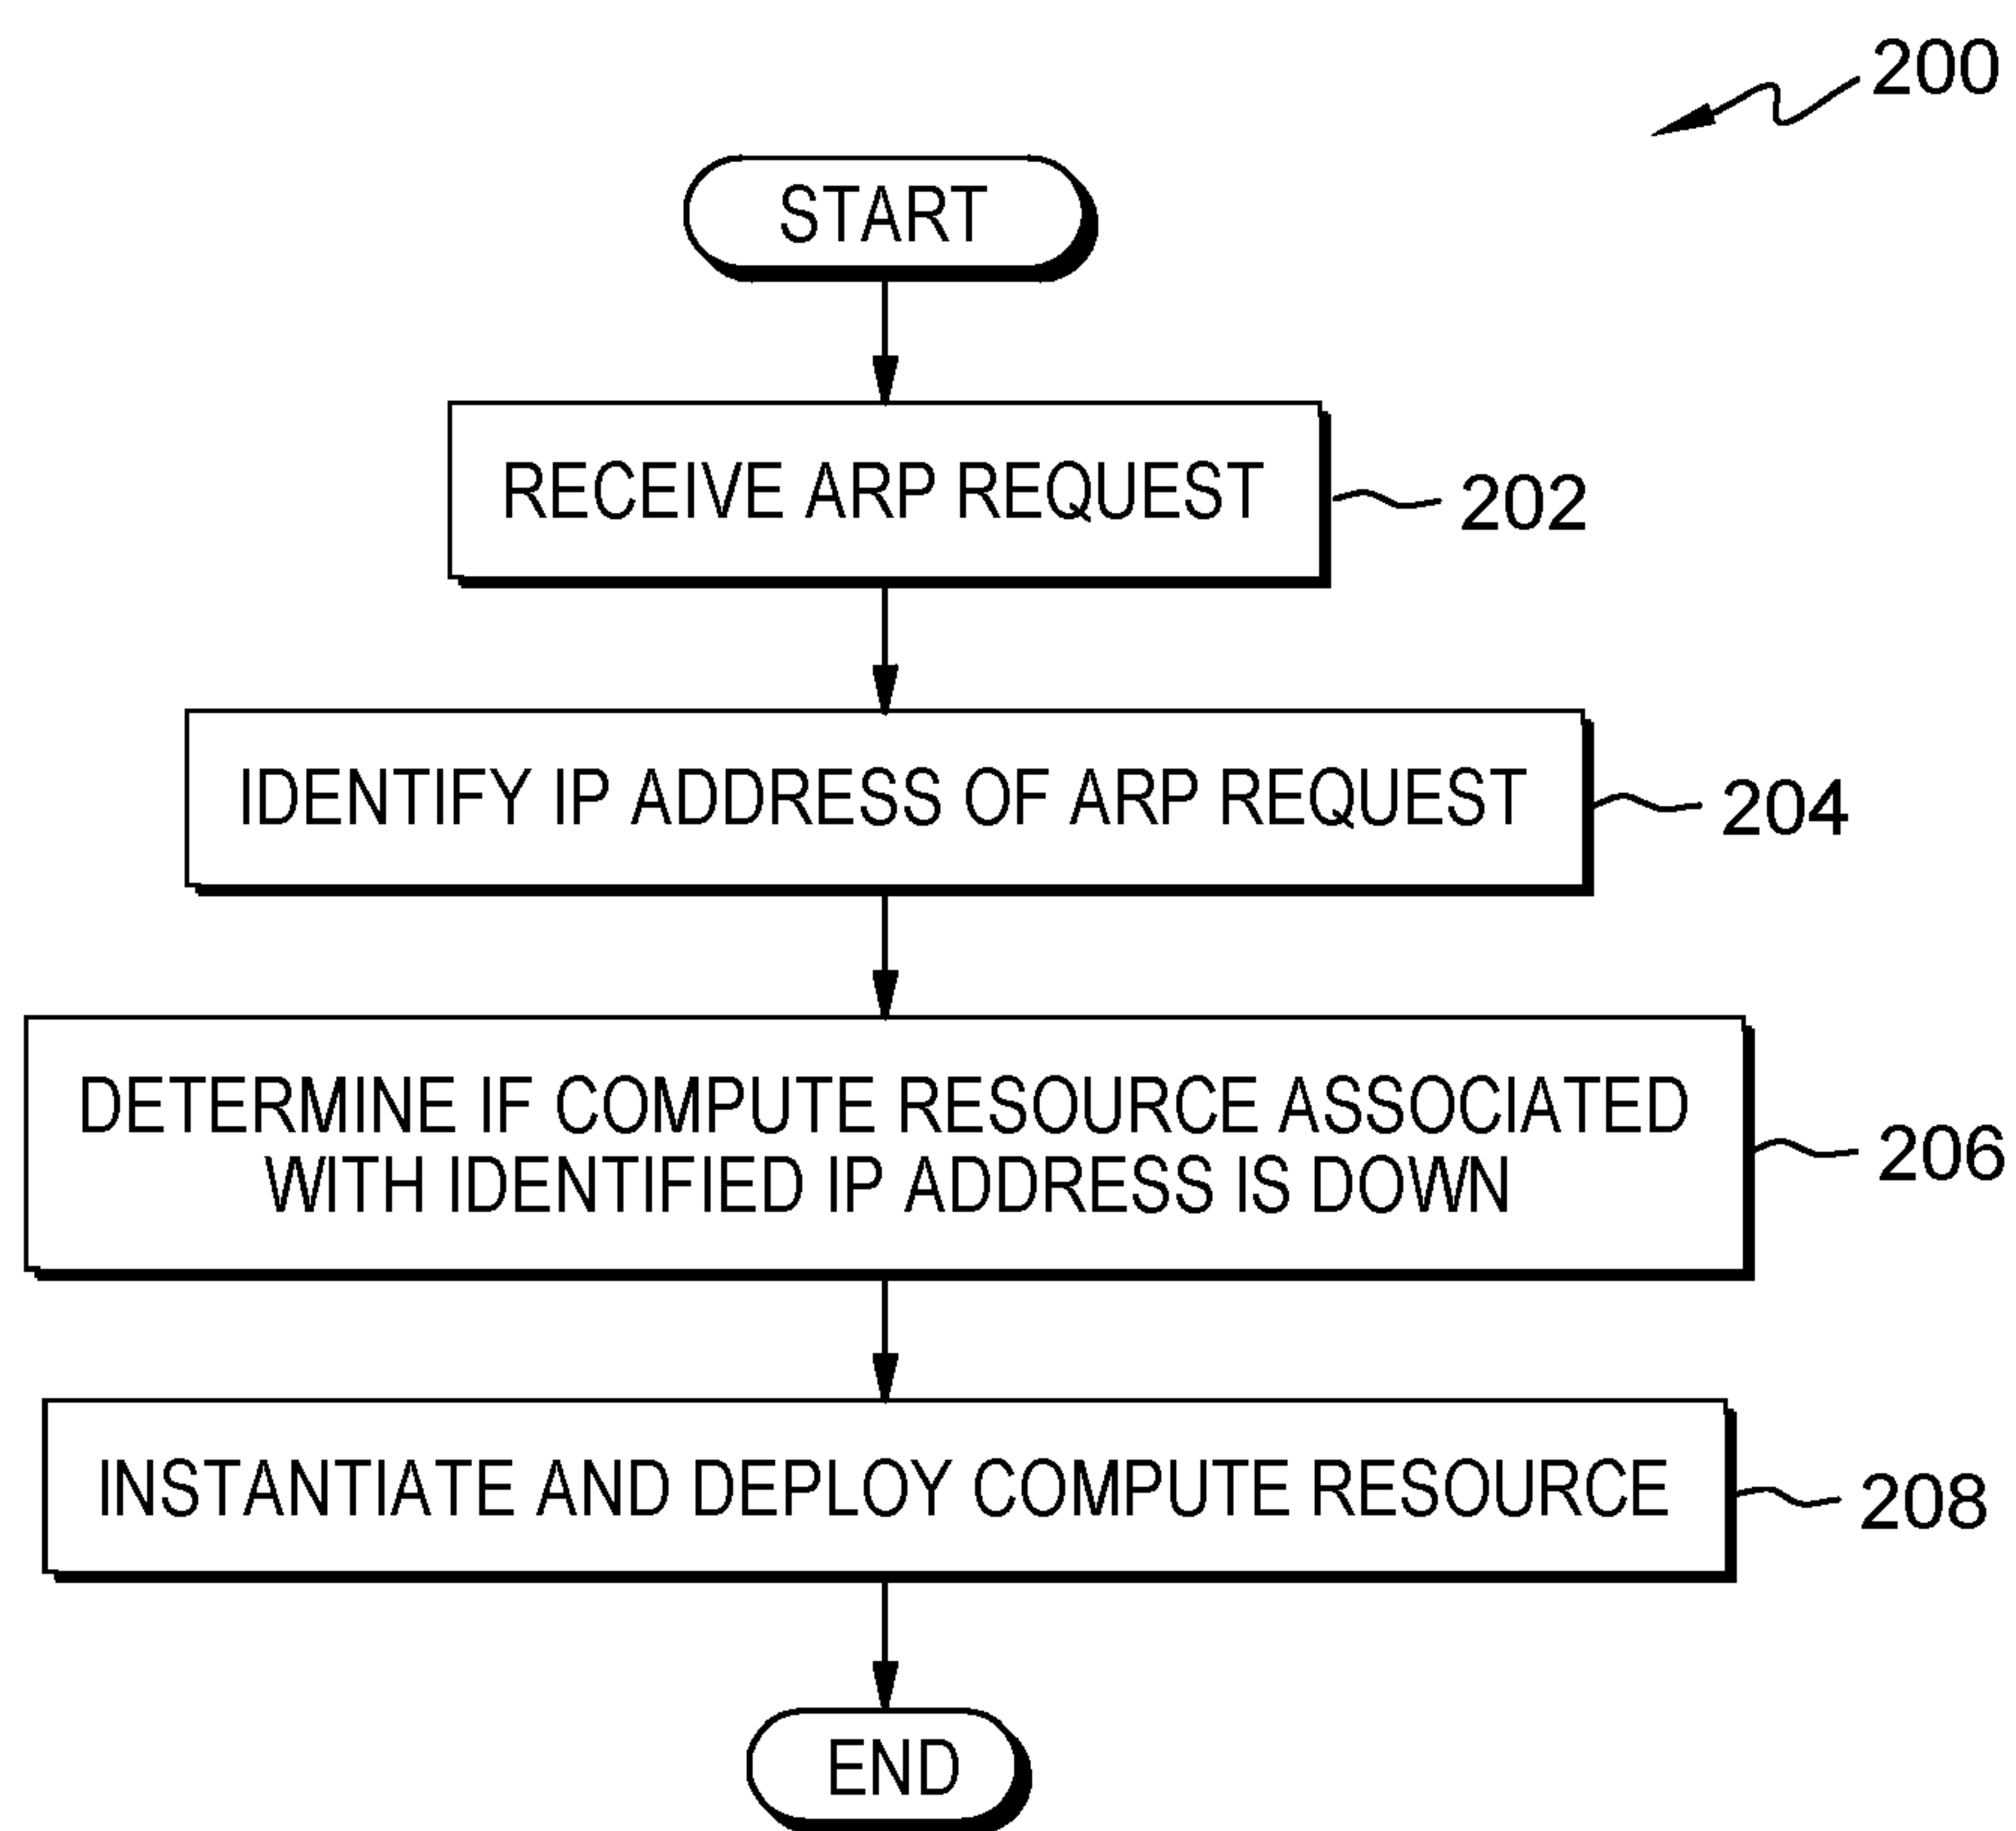 200
START
RECEIVE ARP REQUEST
202
IDENTIFY IP ADDRESS OF ARP REQUEST
204
DETERMINE IF COMPUTE RESOURCE ASSOCIATED
WITH IDENTIFIED IP ADDRESS IS DOWN
206
INSTANTIATE AND DEPLOY COMPUTE RESOURCE
208
END